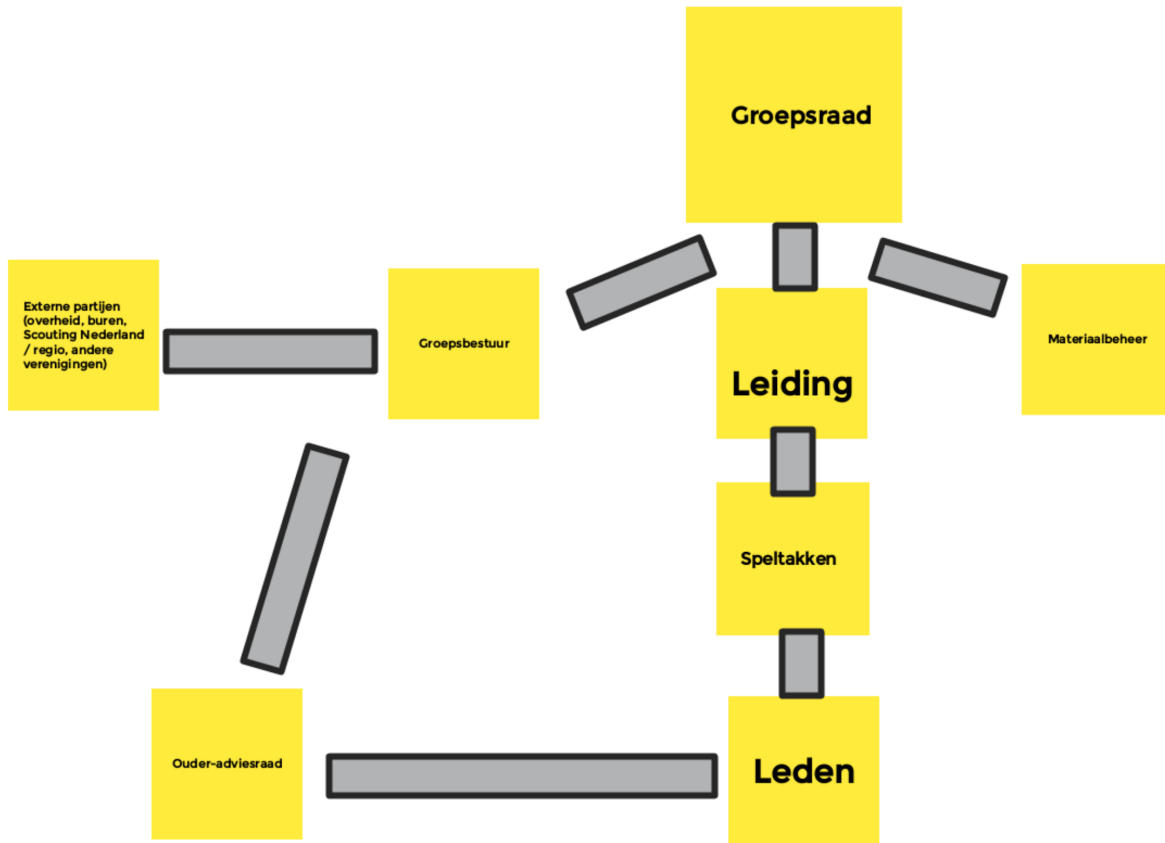 Groepsraad
Externe partijen
(overheid, buren,
Scouting Nederland
/ regio, andere
verenigingen)
Groepsbestuur
Leiding
Materiaalbeheer
Speltakken
Ouder-adviesraad
Leden